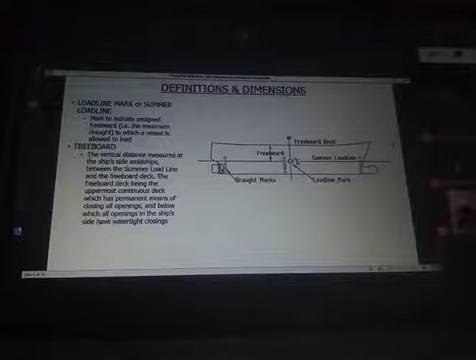 DEFINITIONS & DIMENSIONS
• LOADLINE MARK or SUMMER
LOADLINE
• Mark to indicate assigned
freeboard (i.e. the maximum
draught) to which a vessel is
allowed to load
• FREEBOARD
• The vertical distance measured at
the ship's side amidships,
between the Summer Load Line
and the freeboard deck. The
freeboard deck being the
uppermost continuous deck
which has permanent means of
closing all openings, and below
which all openings in the ship's
side have watertight closings
Freeboard Deck
Freeboard
Summer Loadline
Draught Marks
Loadline Mark